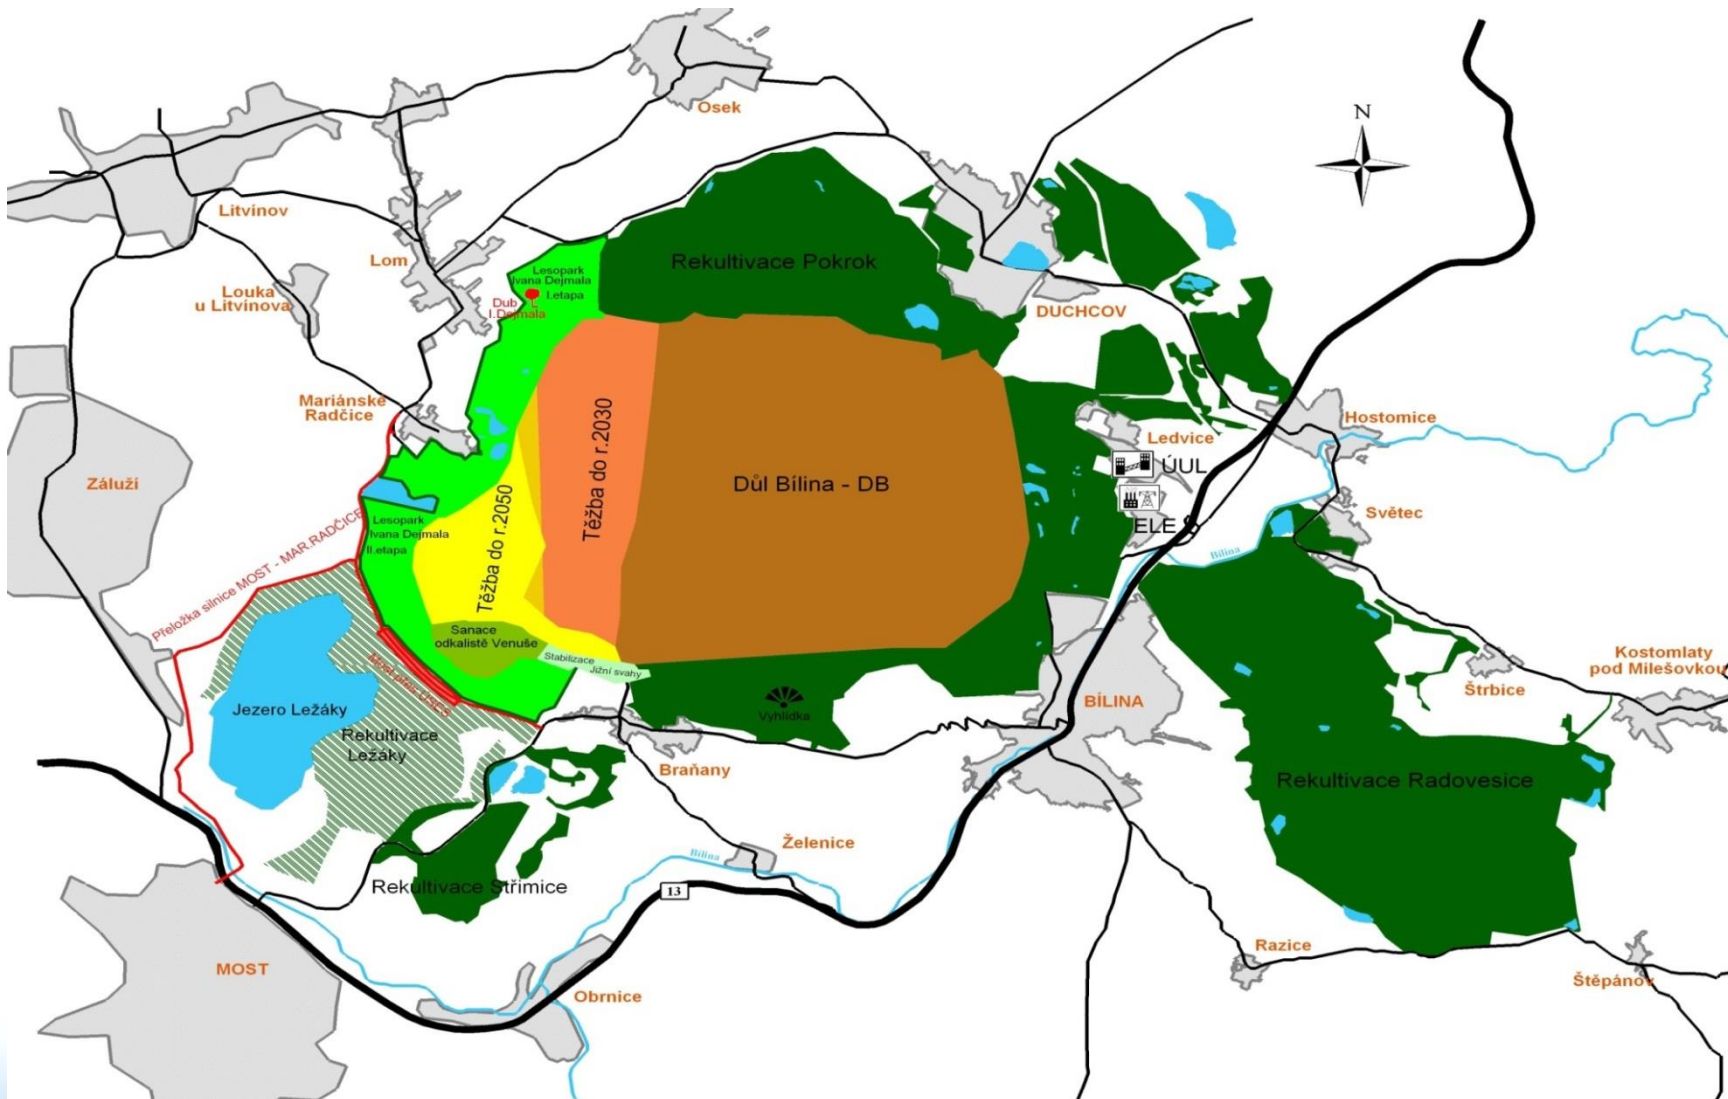 Osek
N
Litvínov
Lom
Louka
u Litvínova
Lesopark
Ivana Dejmala
I.etapa
Dub
I.Dejmala
Rekultivace Pokrok
DUCHCOV
Mariánské
Radčice
Hostomice
Ledvice
ÚUL
Záluží
Těžba do r.2050
Těžba do r.2030
Důl Bílina - DB
ELE
Světec
Lesopark
Ivana Dejmala
II.etapa
Bílina
Přeložka silnice MOST - MAR.RADČICE
Sanace
odkaliště Venuše
Stabilizace
Jižní svahy
Kostomlaty
pod Milešovkou
Štrbice
Jezero Ležáky
Rekultivace
Ležáky
Vyhlídka
BÍLINA
Braňany
Rekultivace Radovesice
Želenice
Bílina
Rekultivace Střimice
13
Razice
MOST
Štěpánov
Obrnice